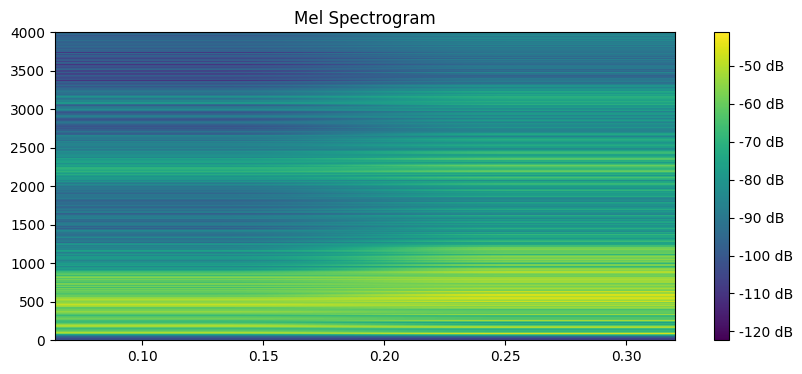 Mel Spectrogram
4000
3500
3000
2500
2000
1500
1000
500
0
0.10 0.15 0.20 0.25 0.30
-50 dB
-60 dB
-70 dB
-80 dB
-90 dB
-100 dB
-110 dB
-120 dB